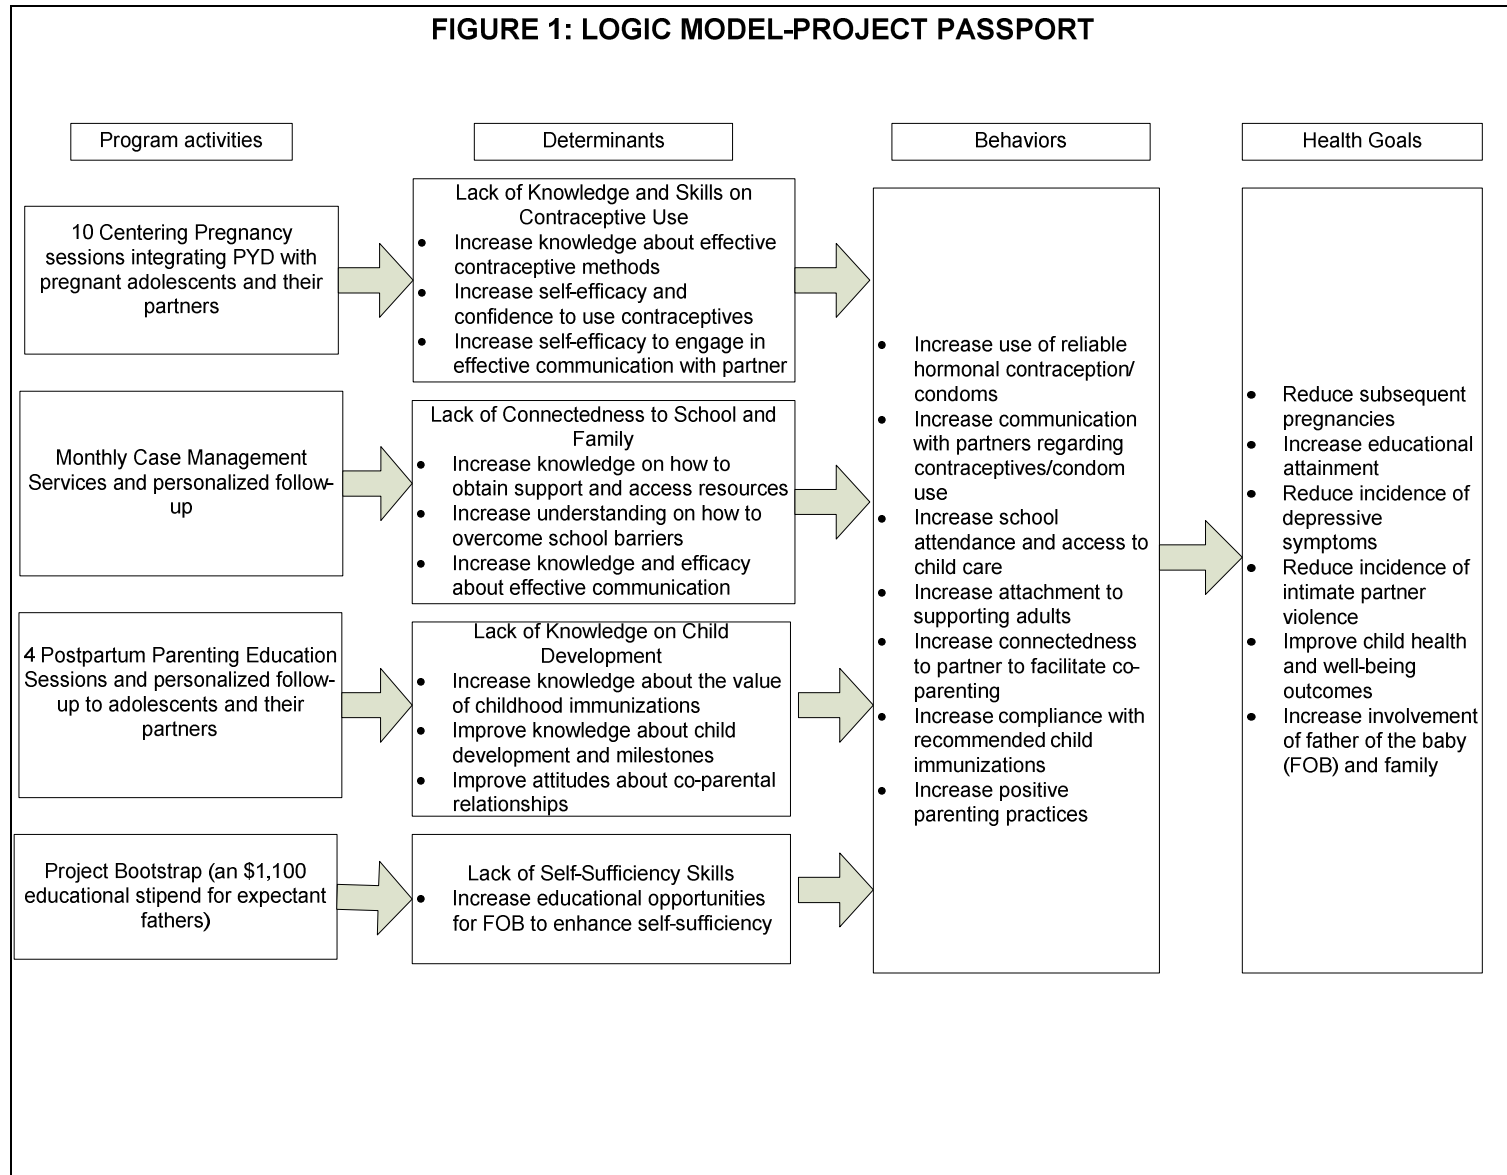 FIGURE 1: LOGIC MODEL-PROJECT PASSPORT
Program activities
Determinants
Behaviors
Health Goals
10 Centering Pregnancy
sessions integrating PYD with
pregnant adolescents and their
partners
Lack of Knowledge and Skills on
Contraceptive Use
• Increase knowledge about effective
contraceptive methods
• Increase self-efficacy and
confidence to use contraceptives
• Increase self-efficacy to engage in
effective communication with partner
Monthly Case Management
Services and personalized follow-
up
Lack of Connectedness to School and
Family
• Increase knowledge on how to
obtain support and access resources
• Increase understanding on how to
overcome school barriers
• Increase knowledge and efficacy
about effective communication
4 Postpartum Parenting Education
Sessions and personalized follow-
up to adolescents and their
partners
Lack of Knowledge on Child
Development
• Increase knowledge about the value
of childhood immunizations
• Improve knowledge about child
development and milestones
• Improve attitudes about co-parental
relationships
Project Bootstrap (an $1,100
educational stipend for expectant
fathers)
Lack of Self-Sufficiency Skills
• Increase educational opportunities
for FOB to enhance self-sufficiency
• Increase use of reliable
hormonal contraception/
condoms
• Increase communication
with partners regarding
contraceptives/condom
use
• Increase school
attendance and access to
child care
• Increase attachment to
supporting adults
• Increase connectedness
to partner to facilitate co-
parenting
• Increase compliance with
recommended child
immunizations
• Increase positive
parenting practices
• Reduce subsequent
pregnancies
• Increase educational
attainment
• Reduce incidence of
depressive
symptoms
• Reduce incidence of
intimate partner
violence
• Improve child health
and well-being
outcomes
• Increase involvement
of father of the baby
(FOB) and family